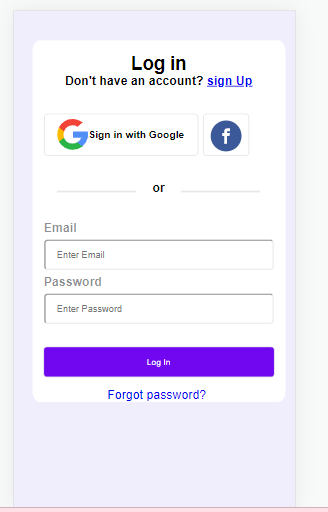 Log in
Don't have an account? sign Up
Sign in with Google
f
or
Email
Enter Email
Password
Enter Password
Log In
Forgot password?